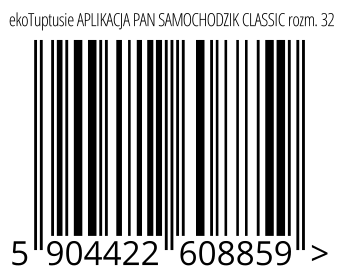 ekoTuptusie APLIKACJA PAN SAMOCHODZIK CLASSIC rozm. 32
5 904422 608859 >